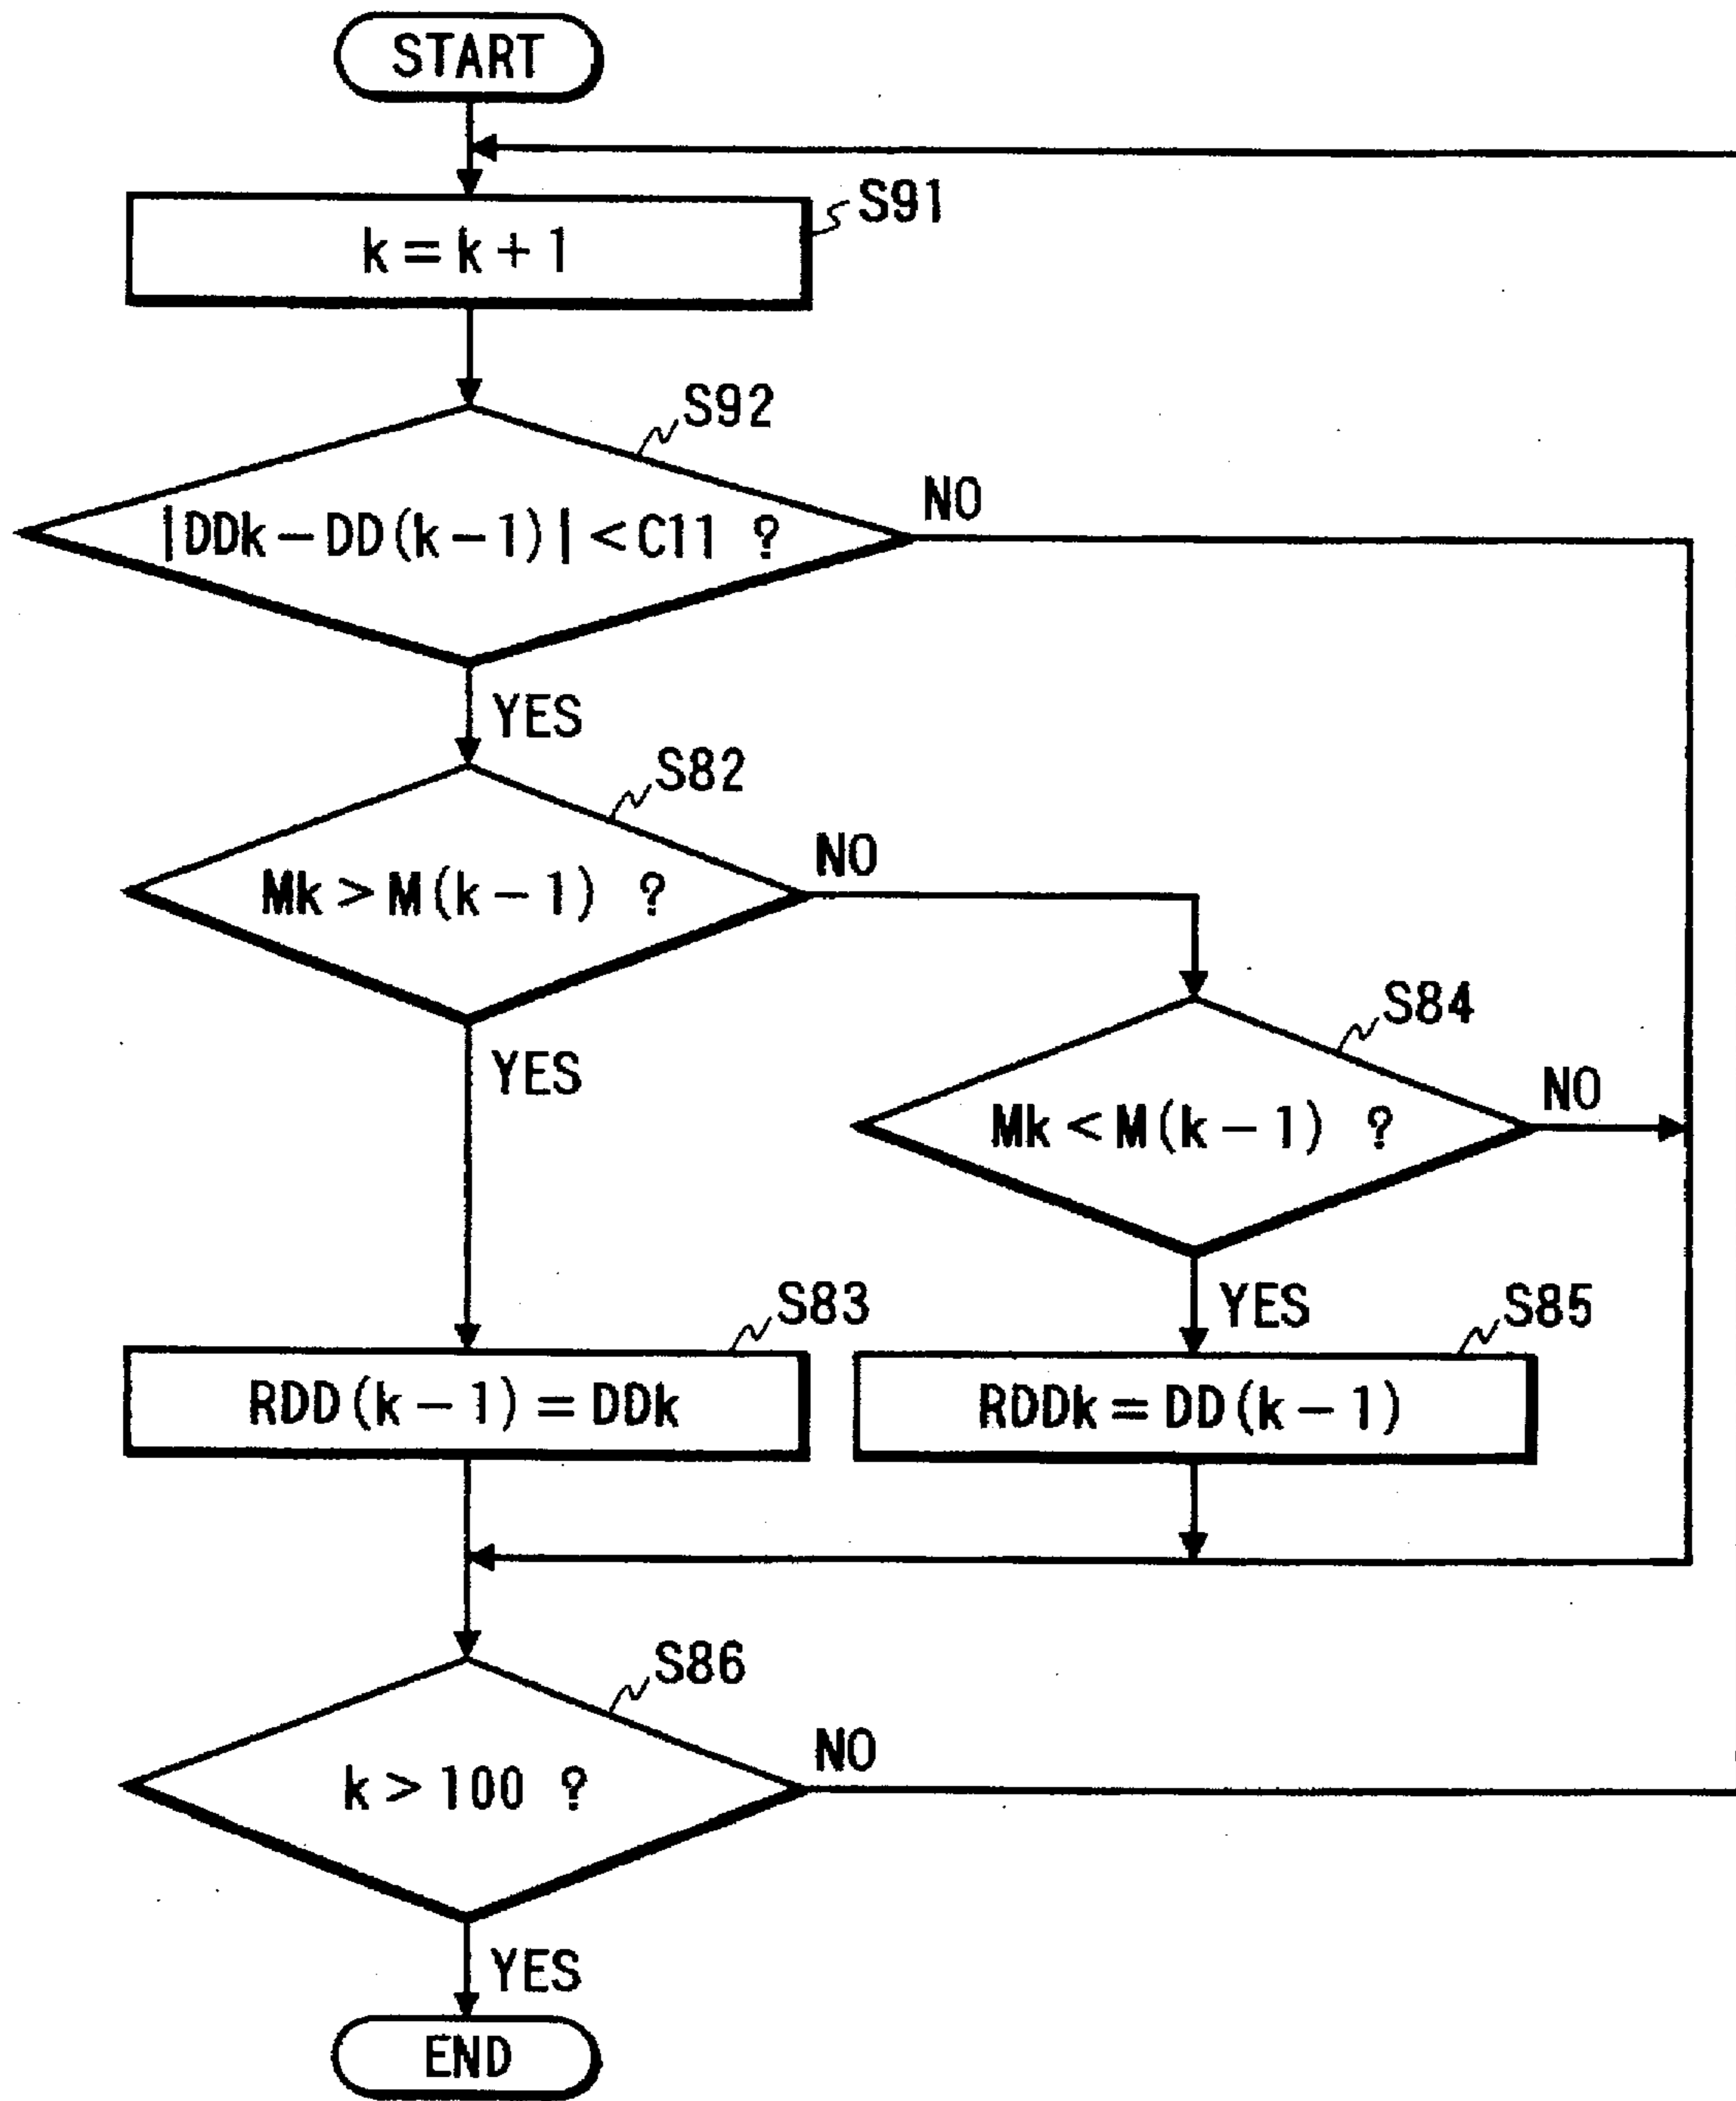 START
S91
k=k+1
S92
|DDk-DD(k-1)|<C11 ?
NO
YES
S82
Mk>M(k-1) ?
NO
YES
S84
Mk<M(k-1) ?
NO
YES
S83
RDD(k-1)=DDk
S85
RDDk=DD(k-1)
S86
k>100 ?
NO
YES
END